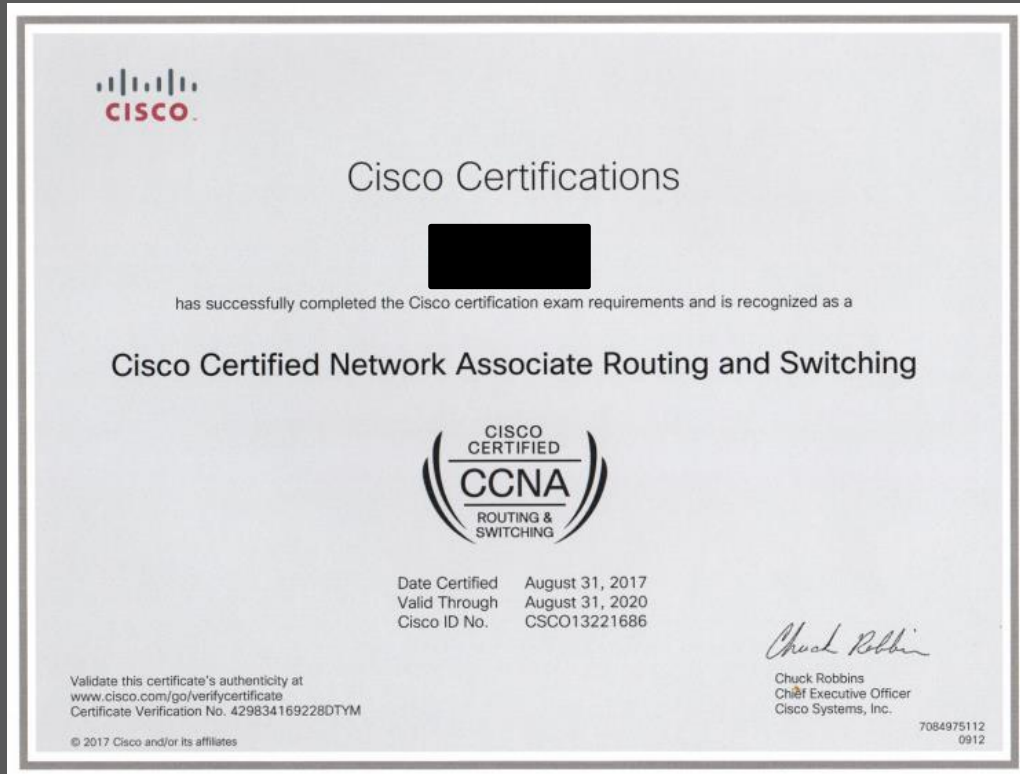 CISCO
Cisco Certifications
has successfully completed the Cisco certification exam requirements and is recognized as a
Cisco Certified Network Associate Routing and Switching
CISCO
CERTIFIED
CCNA
ROUTING &
SWITCHING
Date Certified August 31, 2017
Valid Through August 31, 2020
Cisco ID No. CSCO13221686
Chuck Robbins
Validate this certificate's authenticity at
www.cisco.com/go/verifycertificate
Certificate Verification No. 429834169228DTYM
© 2017 Cisco and/or its affiliates
Chuck Robbins
Chief Executive Officer
Cisco Systems, Inc.
7084975112
0912